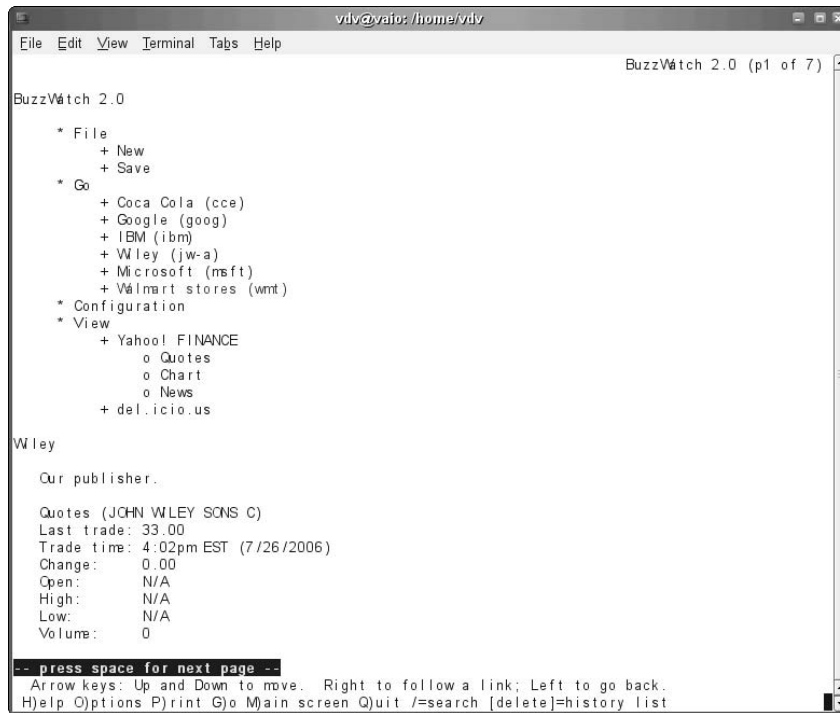 vdv@vaio: /home/vdv
File Edit View Terminal Tabs Help
BuzzWatch 2.0 (p1 of 7)
BuzzWatch 2.0
* File
+ New
+ Save
* Go
+ Coca Cola (cce)
+ Google (goog)
+ IBM (ibm)
+ Wiley (jw-a)
+ Microsoft (msft)
+ Walmart stores (wmt)
* Configuration
* View
+ Yahoo! FINANCE
o Quotes
o Chart
o News
+ del.icio.us
Wiley
Our publisher.
Quotes (JOHN WILEY SONS C)
Last trade: 33.00
Trade time: 4:02pm EST (7/26/2006)
Change: 0.00
Open: N/A
High: N/A
Low: N/A
Volume: 0
-- press space for next page --
Arrow keys: Up and Down to move. Right to follow a link; Left to go back.
H)elp O)ptions P)rint G)o M)ain screen Q)uit /=search [delete]=history list